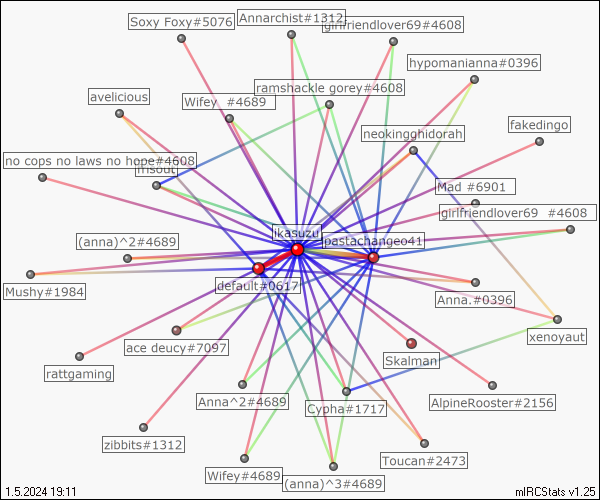 Soxy Foxy#5076
Annarchist#1312
girlfriendlover69#4608
hypomanianna#0396
ramshackle gorey#4608
avelicious
Wifey #4689
neokingghidorah
fakedingo
no cops no laws no hope#4608
Mad #6901
girlfriendlover69 #4608
ikasuzu
(anna)^2#4689
pastachangeo41
Mushy#1984
default#0617
Anna.#0396
xenoyaut
ace deucy#7097
Skalman
rattgaming
Anna^2#4689
Cypha#1717
AlpineRooster#2156
zibbits#1312
Toucan#2473
Wifey#4689
(anna)^3#4689
1.5.2024 19:11
mIRCStats v1.25